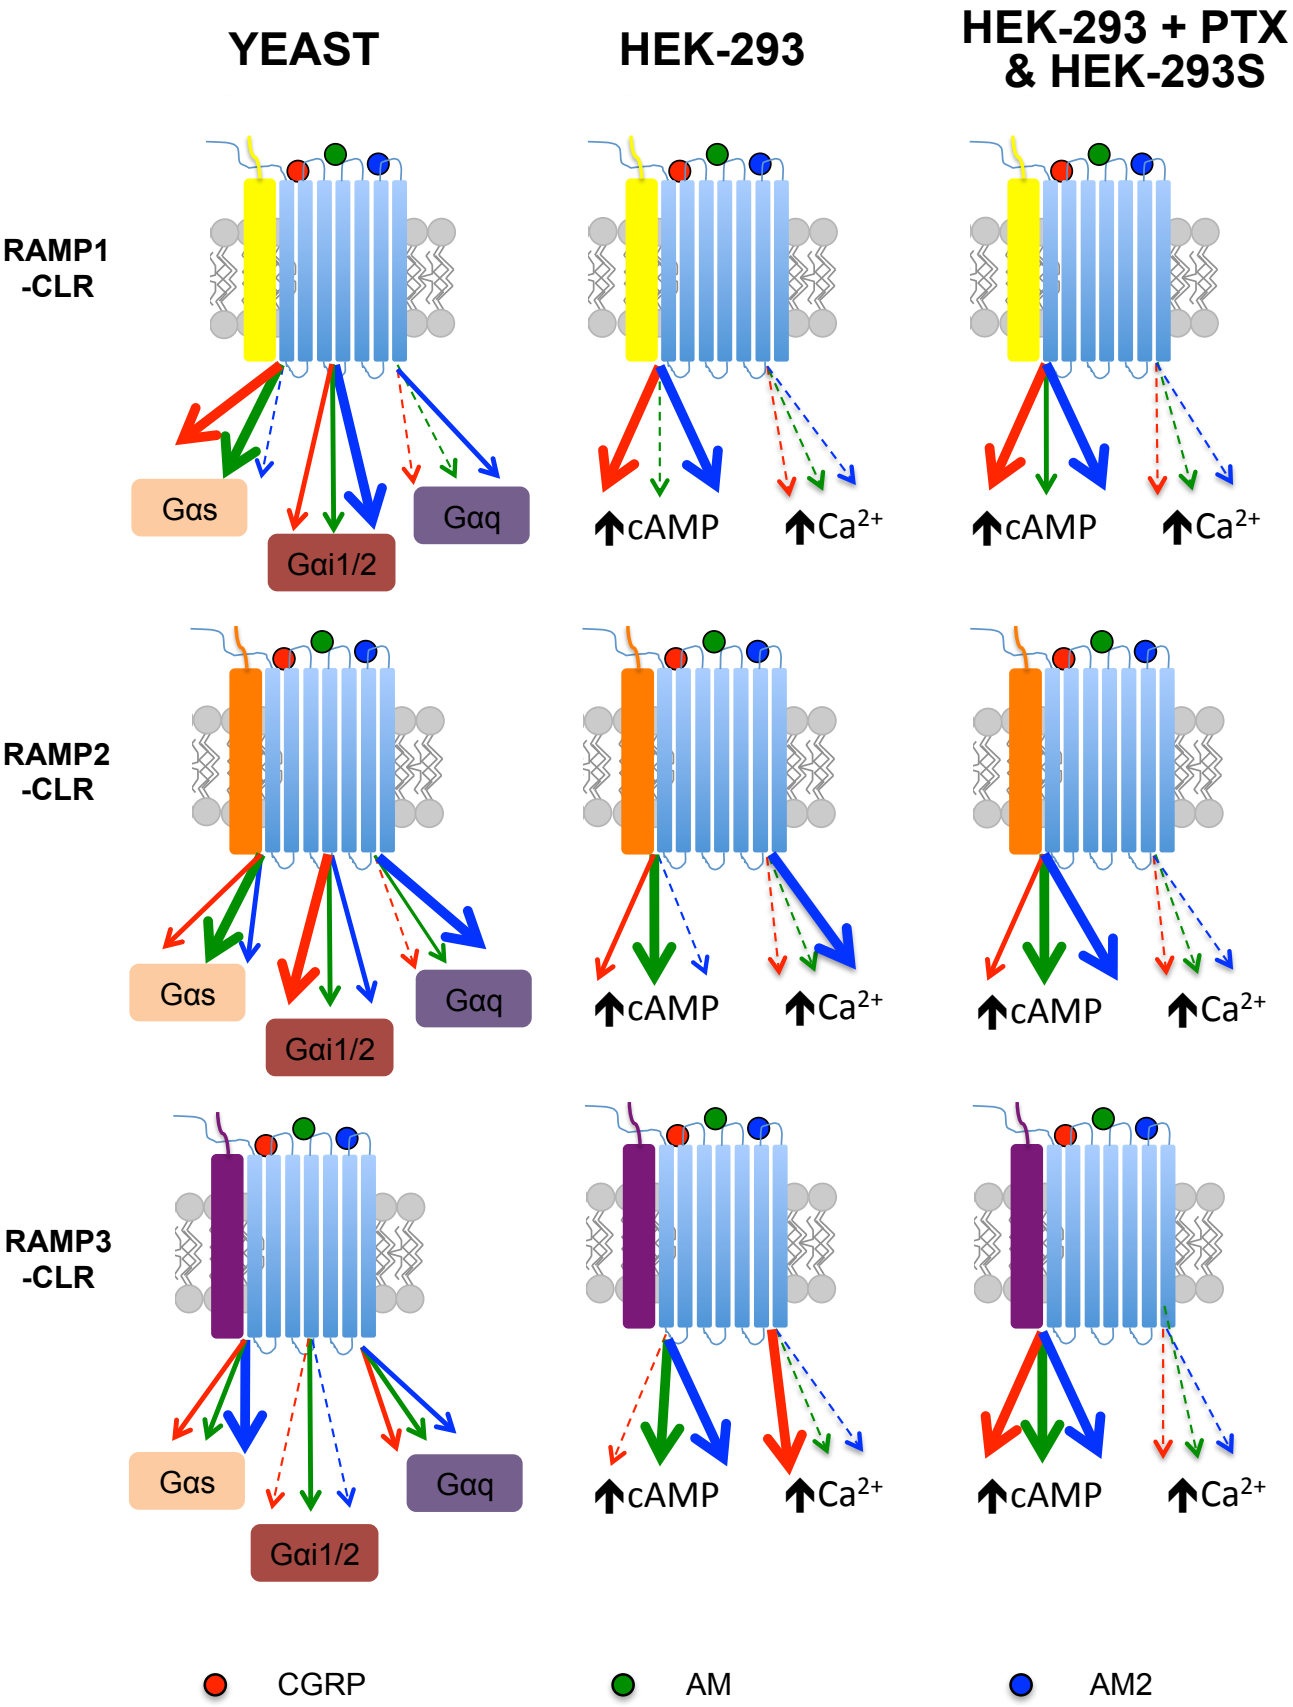 YEAST
HEK-293
HEK-293 + PTX
& HEK-293S
RAMP1
-CLR
Gαs
Gαi1/2
Gαq
cAMP
Ca²⁺
cAMP
Ca²⁺
RAMP2
-CLR
Gαs
Gαi1/2
Gαq
cAMP
Ca²⁺
cAMP
Ca²⁺
RAMP3
-CLR
Gαs
Gαi1/2
Gαq
cAMP
Ca²⁺
cAMP
Ca²⁺
CGRP
AM
AM2